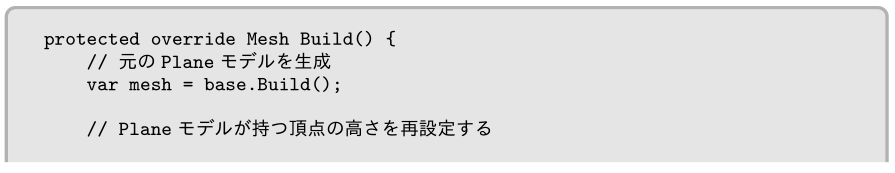 protected override Mesh Build() {
// 元の Plane モデルを生成
var mesh = base.Build();
// Plane モデルが持つ頂点の高さを再設定する